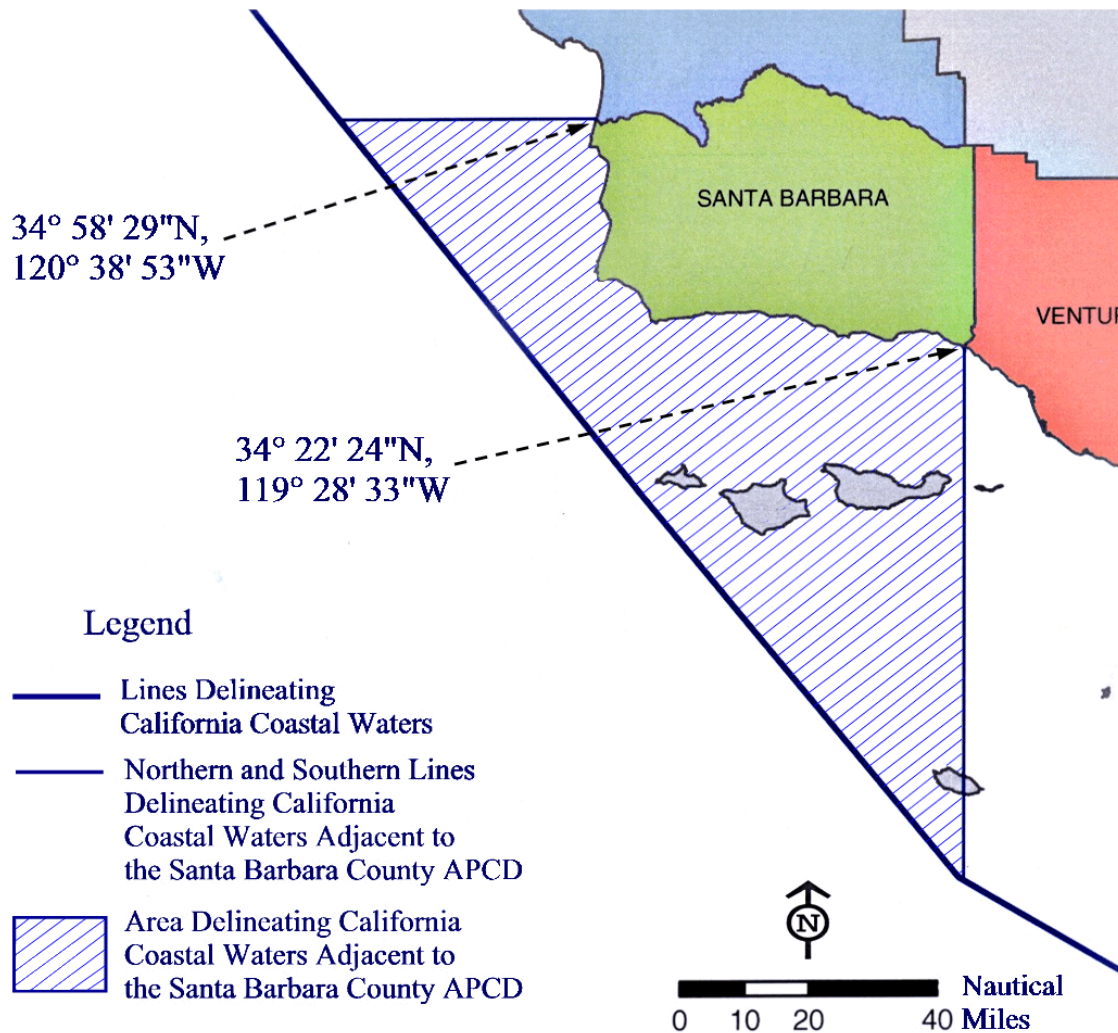 SANTA BARBARA
34° 58' 29"N,
120° 38' 53"W
VENTUR
34° 22' 24"N,
119° 28' 33"W
Legend
Lines Delineating
California Coastal Waters
Northern and Southern Lines
Delineating California
Coastal Waters Adjacent to
the Santa Barbara County APCD
Area Delineating California
Coastal Waters Adjacent to
the Santa Barbara County APCD
N
Nautical
Miles
0 10 20 40